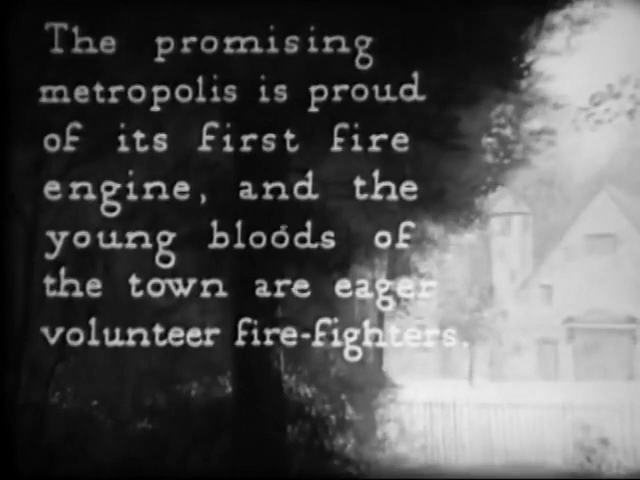 The promising
metropolis is proud
of its first fire
engine, and the
young bloods of
the town are eager
volunteer fire-fighters.